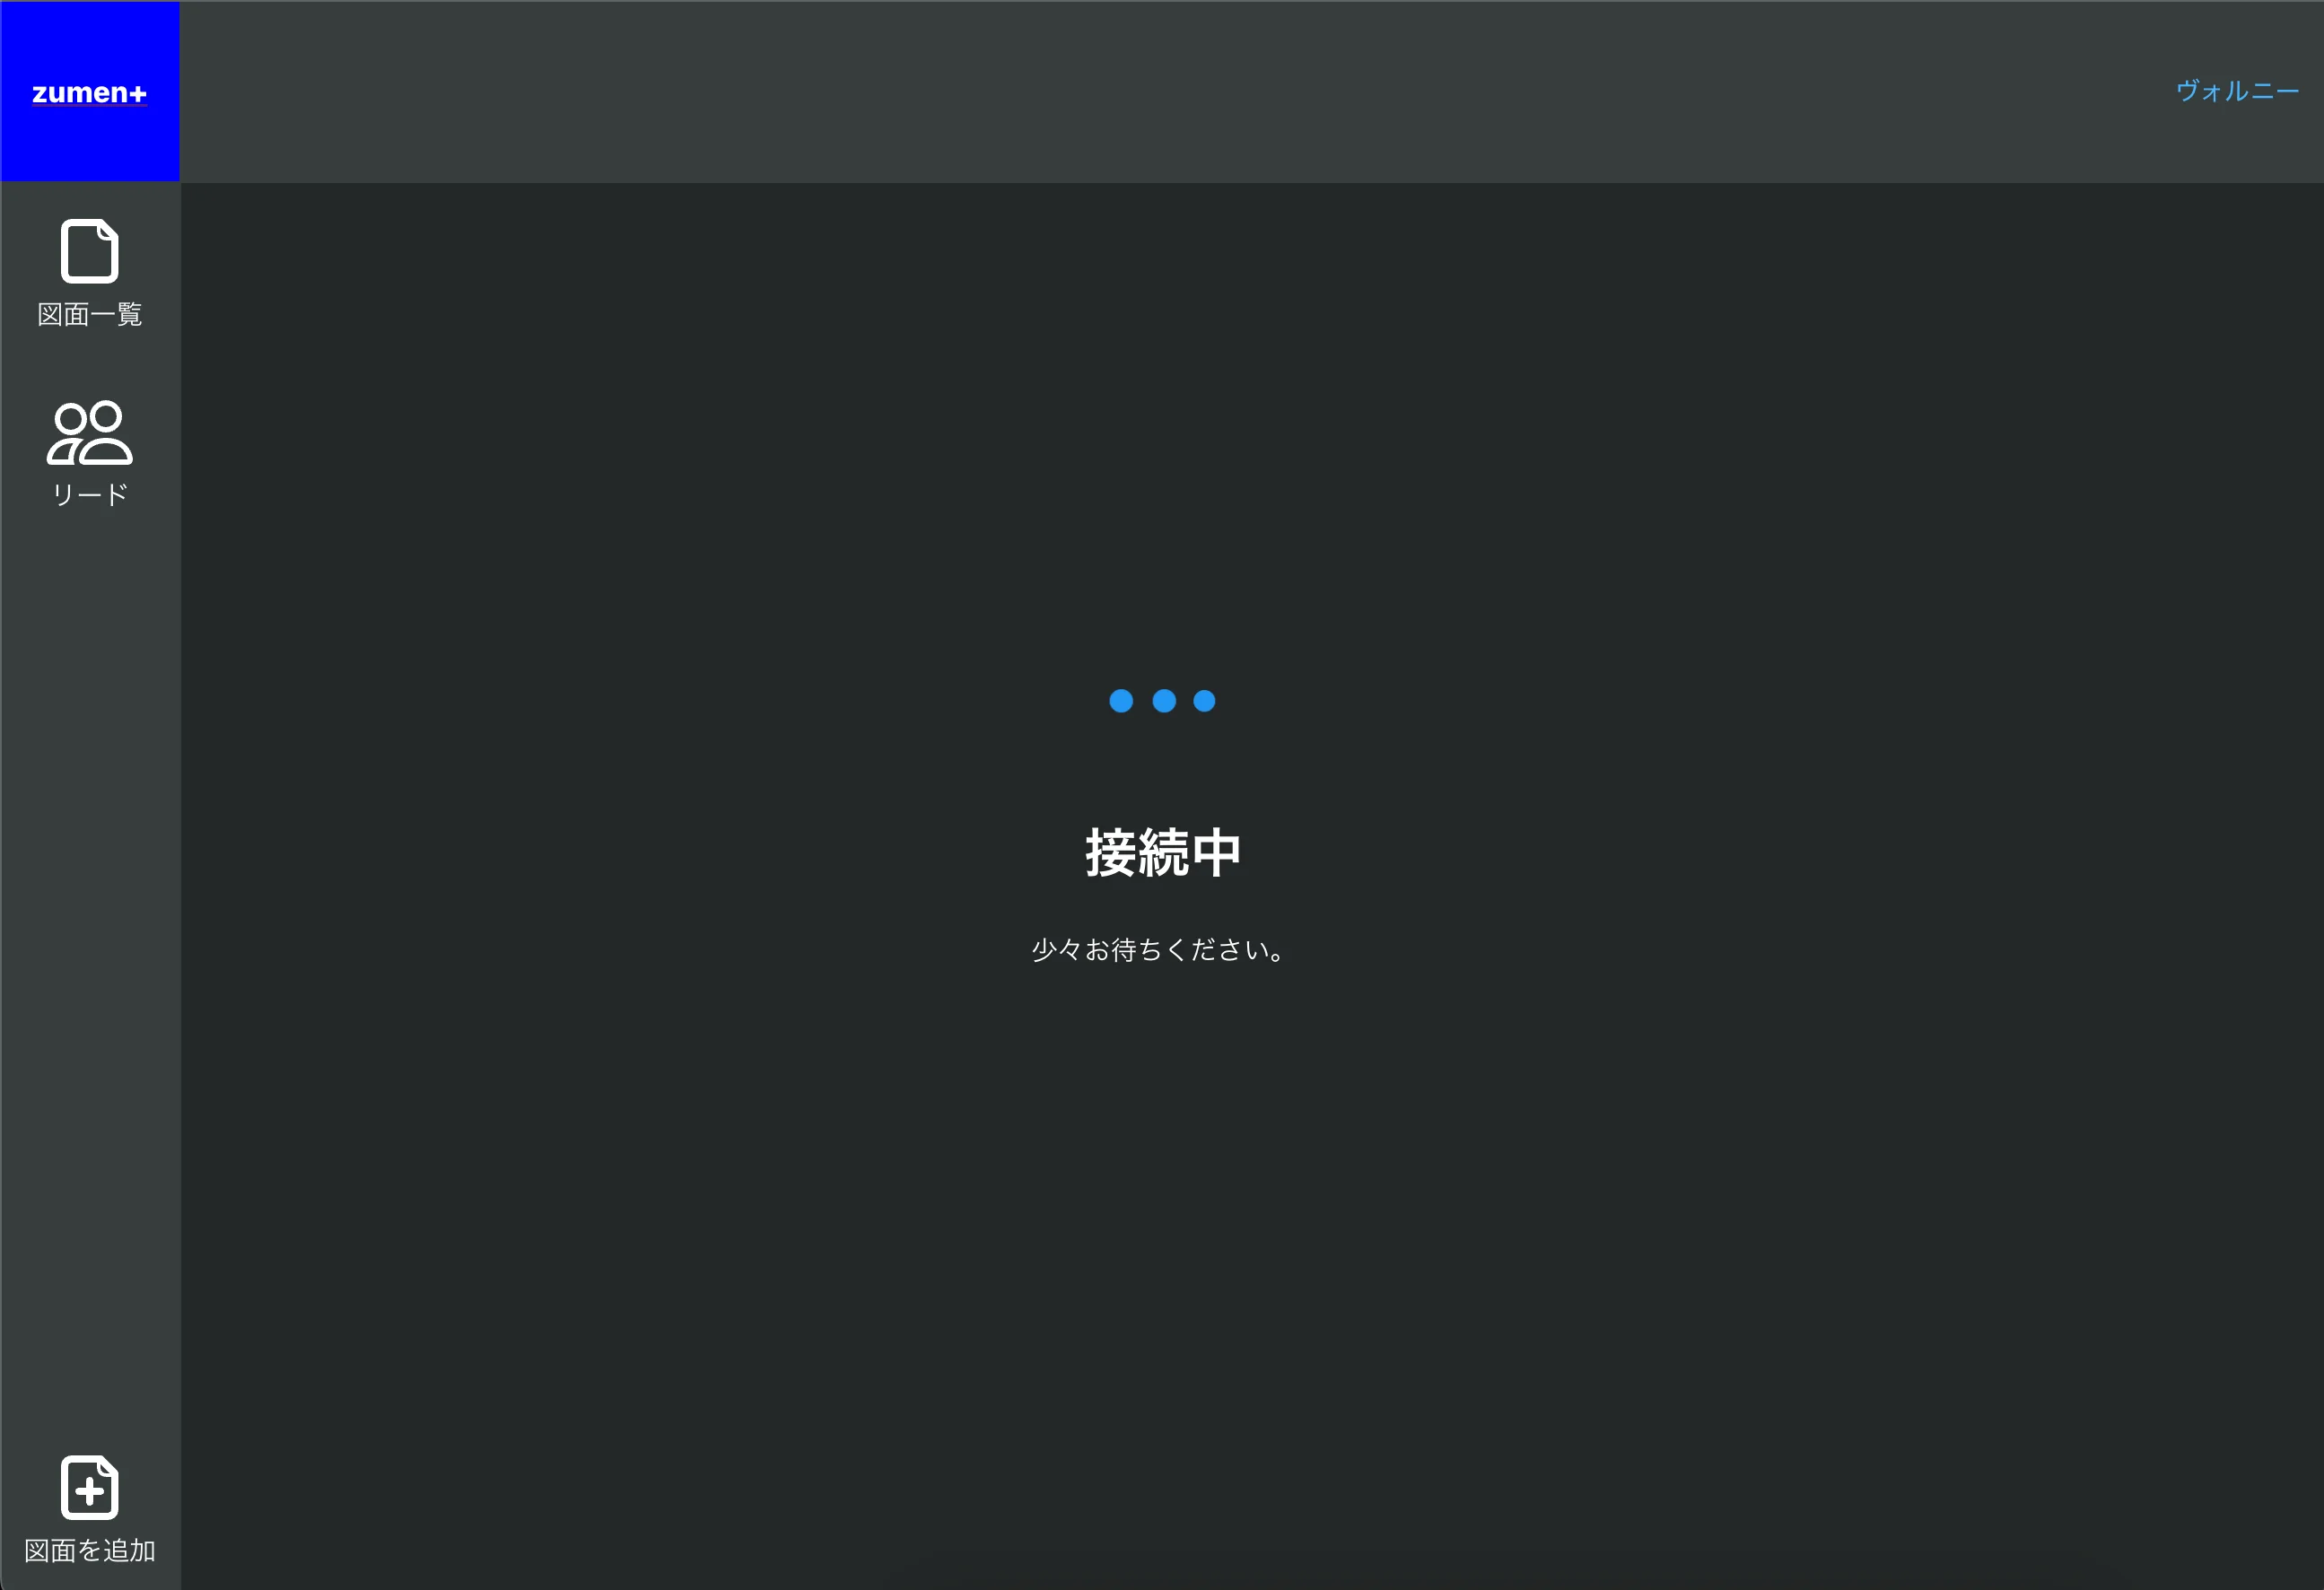 zumen+
ヴォルニー
図面一覧
リード
接続中
少々お待ちください。
図面を追加